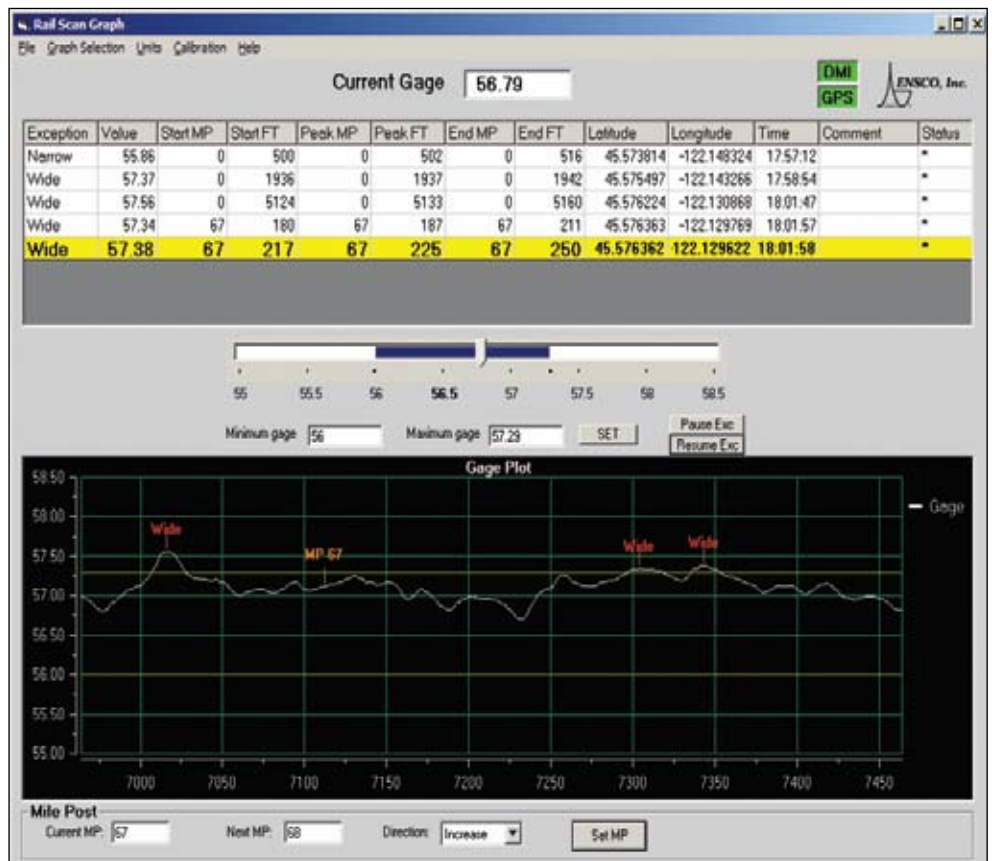 Rail Scan Graph
File Graph Selection Units Calibration Help
Current Gage 56.79
DMI
GPS
ENSCO, Inc.
Exception Value Start MP Start FT Peak MP Peak FT End MP End FT Latitude Longitude Time Comment Status
Narrow 55.86 0 500 0 502 0 516 45.573814 -122.148324 17:57:12 *
Wide 57.37 0 1936 0 1937 0 1942 45.575497 -122.143266 17:58:54 *
Wide 57.56 0 5124 0 5133 0 5160 45.576224 -122.130868 18:01:47 *
Wide 57.34 67 180 67 187 67 211 45.576363 -122.129769 18:01:57 *
Wide 57.38 67 217 67 225 67 250 45.576362 -122.129622 18:01:58 *
55 55.5 56 56.5 57 57.5 58 58.5
Minimum gage 56 Maximum gage 57.29 SET Pause Exc
Resume Exc
Gage Plot
58.50
58.00
57.50
57.00
56.50
56.00
55.50
55.00
Wide
MP 67
Wide
Wide
Gage
7000 7050 7100 7150 7200 7250 7300 7350 7400 7450
Mile Post
Current MP: 67 Next MP: 68 Direction: Increase Set MP